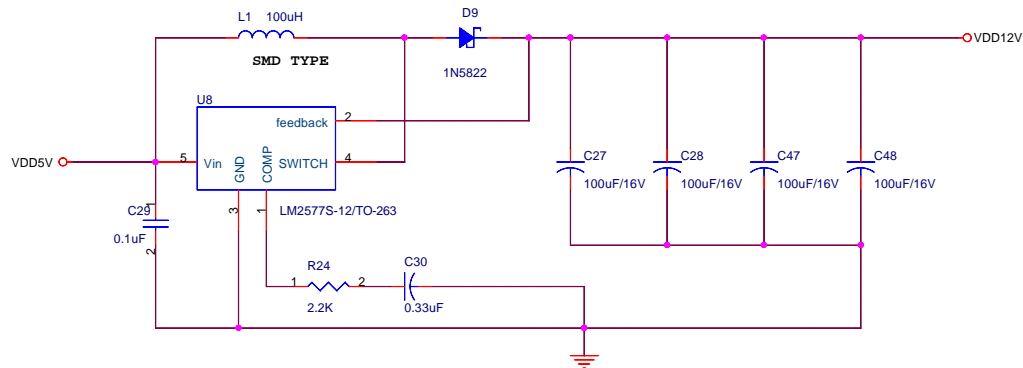 L1 100uH
D9
VDD12V
SMD TYPE
1N5822
U8
feedback 2
VDD5V
5 Vin
SWITCH 4
GND
COMP
C27
C28
C47
C48
100uF/16V
100uF/16V
100uF/16V
100uF/16V
3
1
LM2577S-12/TO-263
C29
1
0.1uF
2
R24
C30
1
2
2.2K
0.33uF